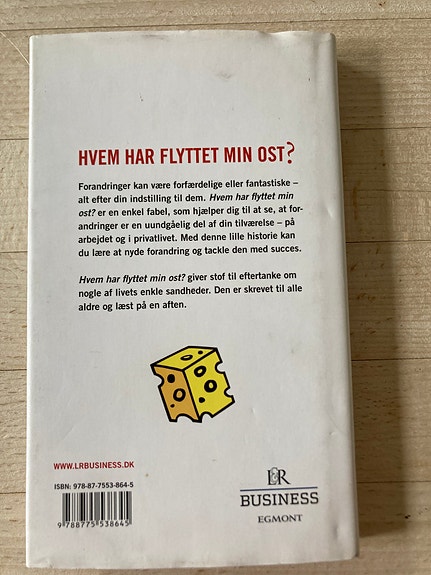 HVEM HAR FLYTTET MIN OST?
Forandringer kan være forfærdelige eller fantastiske –
alt efter din indstilling til dem. Hvem har flyttet min
ost? er en enkel fabel, som hjælper dig til at se, at for-
andringer er en uundgåelig del af din tilværelse – på
arbejdet og i privatlivet. Med denne lille historie kan
du lære at nyde forandring og tackle den med succes.
Hvem har flyttet min ost? giver stof til eftertanke om
nogle af livets enkle sandheder. Den er skrevet til alle
aldre og læst på en aften.
WWW.LRBUSINESS.DK
ISBN: 978-87-7553-864-5
9 788775 538645
L&R
BUSINESS
EGMONT